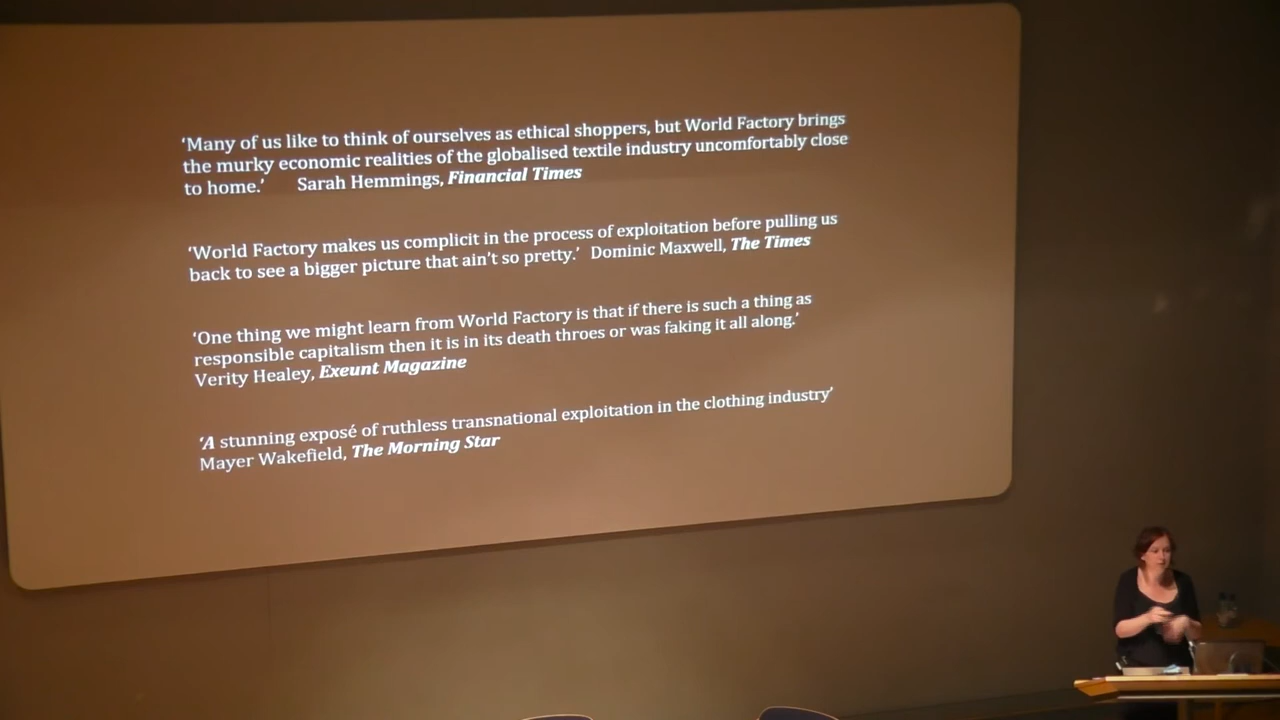 'Many of us like to think of ourselves as ethical shoppers, but World Factory brings
the murky economic realities of the globalised textile industry uncomfortably close
to home.' Sarah Hemmings, Financial Times
'World Factory makes us complicit in the process of exploitation before pulling us
back to see a bigger picture that ain't so pretty.' Dominic Maxwell, The Times
'One thing we might learn from World Factory is that if there is such a thing as
responsible capitalism then it is in its death throes or was faking it all along.'
Verity Healey, Exeunt Magazine
'A stunning exposé of ruthless transnational exploitation in the clothing industry'
Mayer Wakefield, The Morning Star